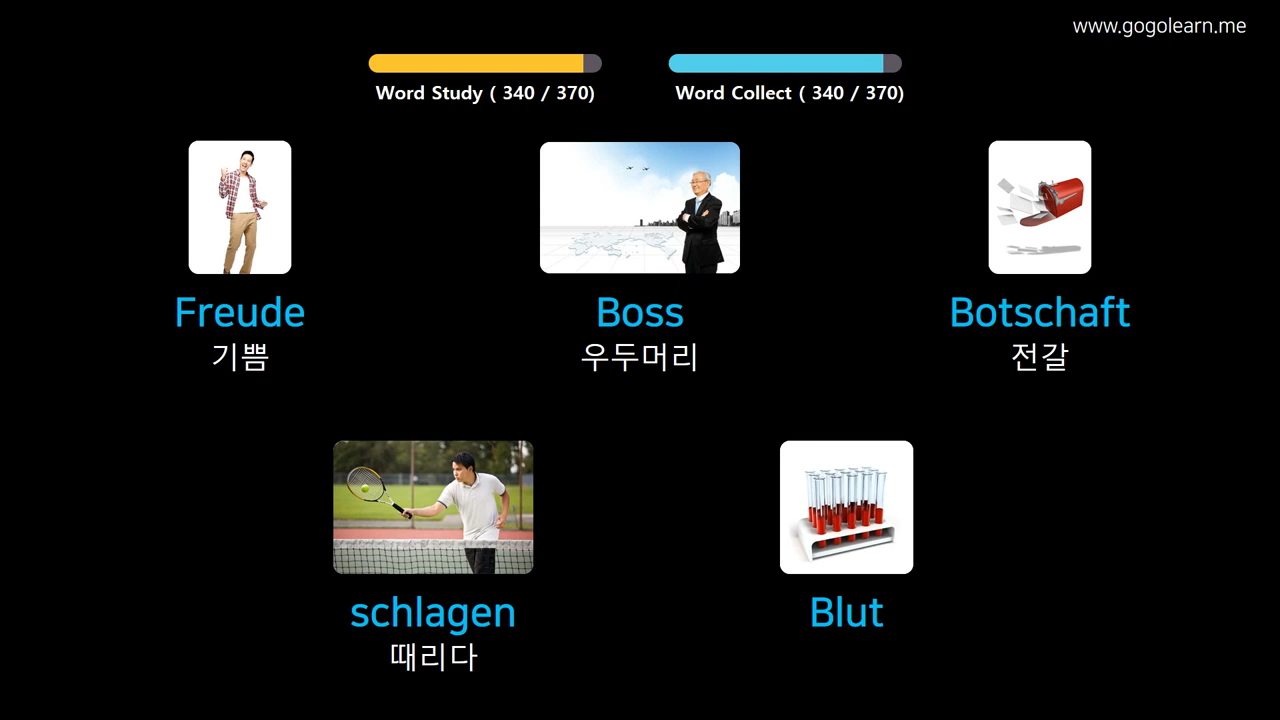 www.gogolearn.me
Word Study ( 340 / 370)
Word Collect ( 340 / 370)
Freude
기쁨
Boss
우두머리
Botschaft
전갈
schlagen
때리다
Blut